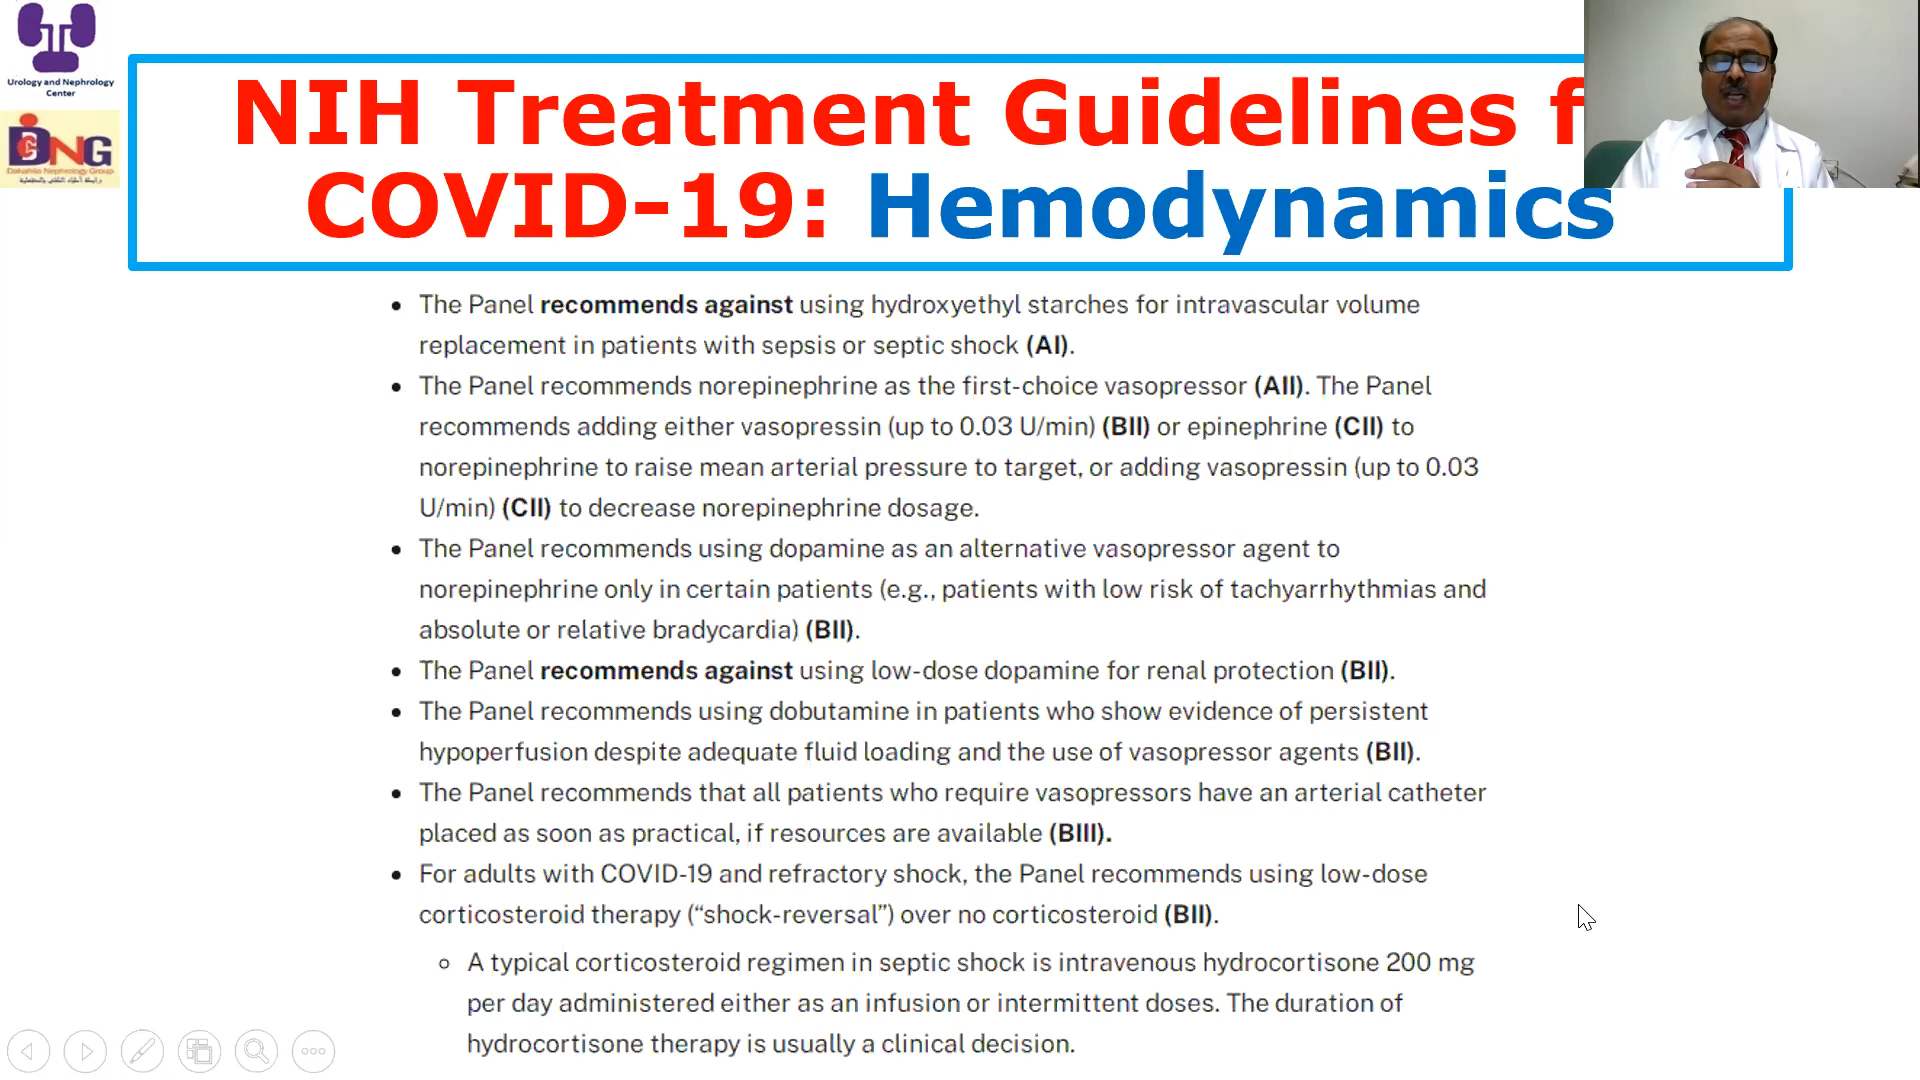 Urology and Nephrology
Center
DNG
Dakahlia Nephrology Group
NIH Treatment Guidelines f
COVID-19: Hemodynamics
• The Panel recommends against using hydroxyethyl starches for intravascular volume
replacement in patients with sepsis or septic shock (AI).
• The Panel recommends norepinephrine as the first-choice vasopressor (AII). The Panel
recommends adding either vasopressin (up to 0.03 U/min) (BII) or epinephrine (CII) to
norepinephrine to raise mean arterial pressure to target, or adding vasopressin (up to 0.03
U/min) (CII) to decrease norepinephrine dosage.
• The Panel recommends using dopamine as an alternative vasopressor agent to
norepinephrine only in certain patients (e.g., patients with low risk of tachyarrhythmias and
absolute or relative bradycardia) (BII).
• The Panel recommends against using low-dose dopamine for renal protection (BII).
• The Panel recommends using dobutamine in patients who show evidence of persistent
hypoperfusion despite adequate fluid loading and the use of vasopressor agents (BII).
• The Panel recommends that all patients who require vasopressors have an arterial catheter
placed as soon as practical, if resources are available (BIII).
• For adults with COVID-19 and refractory shock, the Panel recommends using low-dose
corticosteroid therapy (“shock-reversal”) over no corticosteroid (BII).
○ A typical corticosteroid regimen in septic shock is intravenous hydrocortisone 200 mg
per day administered either as an infusion or intermittent doses. The duration of
hydrocortisone therapy is usually a clinical decision.